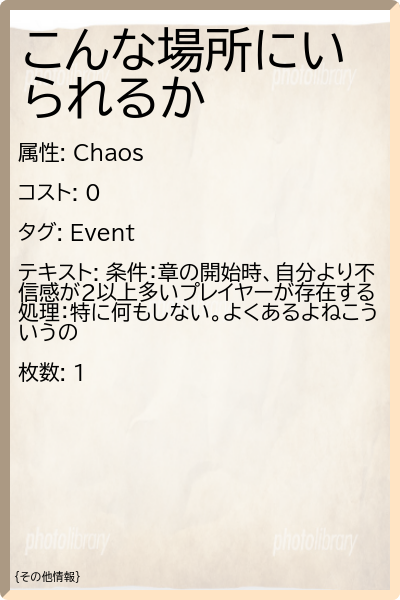 こんな場所にい
られるか
photolibrary
photolibrary
属性: Chaos
コスト: 0
タグ: Event
テキスト: 条件：章の開始時、自分より不
信感が2以上多いプレイヤーが存在する
処理：特に何もしない。よくあるよねこう
いうの
枚数: 1
photolibrary
photolibrary
{その他情報}